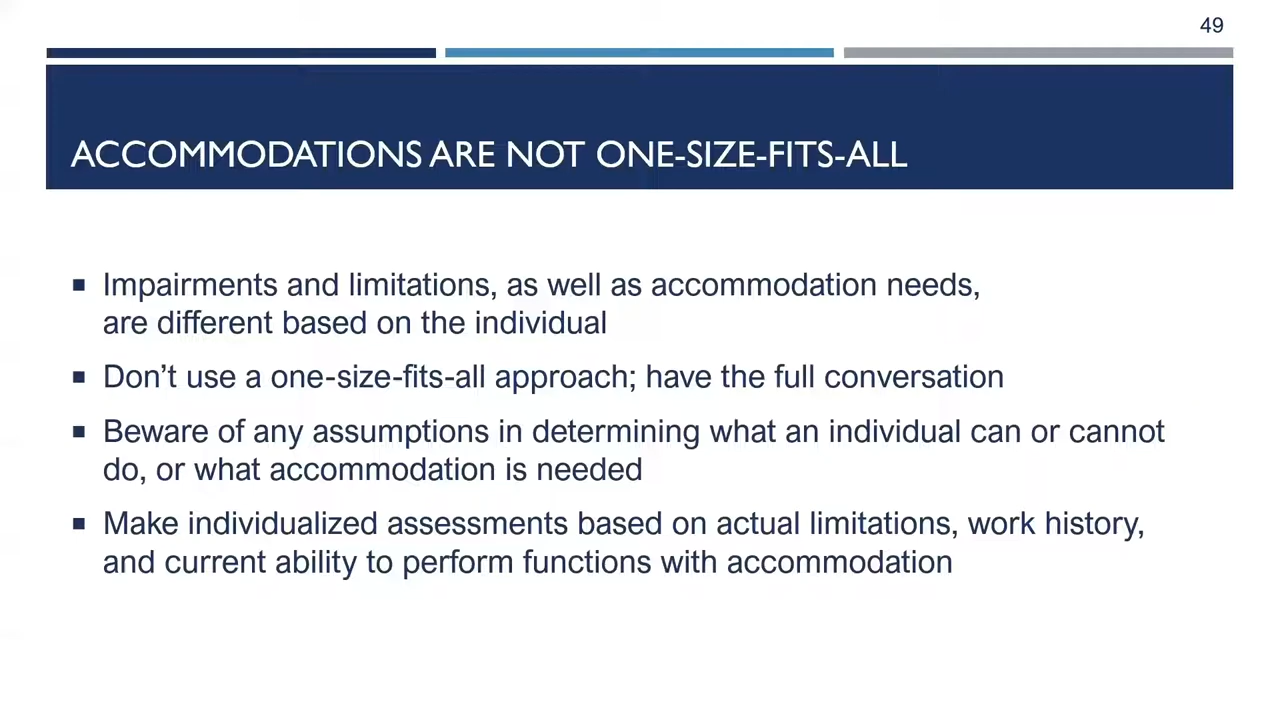 49
ACCOMMODATIONS ARE NOT ONE-SIZE-FITS-ALL
▪ Impairments and limitations, as well as accommodation needs,
are different based on the individual
▪ Don’t use a one-size-fits-all approach; have the full conversation
▪ Beware of any assumptions in determining what an individual can or cannot
do, or what accommodation is needed
▪ Make individualized assessments based on actual limitations, work history,
and current ability to perform functions with accommodation